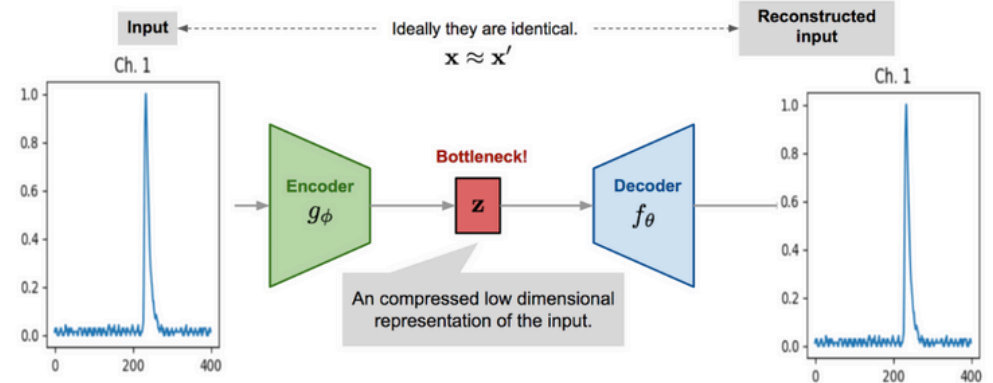 Input
Ideally they are identical.
x ≈ x′
Reconstructed
input
Ch. 1
1.0
0.8
0.6
0.4
0.2
0.0
0
200
400
Encoder
gϕ
Bottleneck!
z
An compressed low dimensional
representation of the input.
Decoder
fθ
Ch. 1
1.0
0.8
0.6
0.4
0.2
0.0
0
200
400